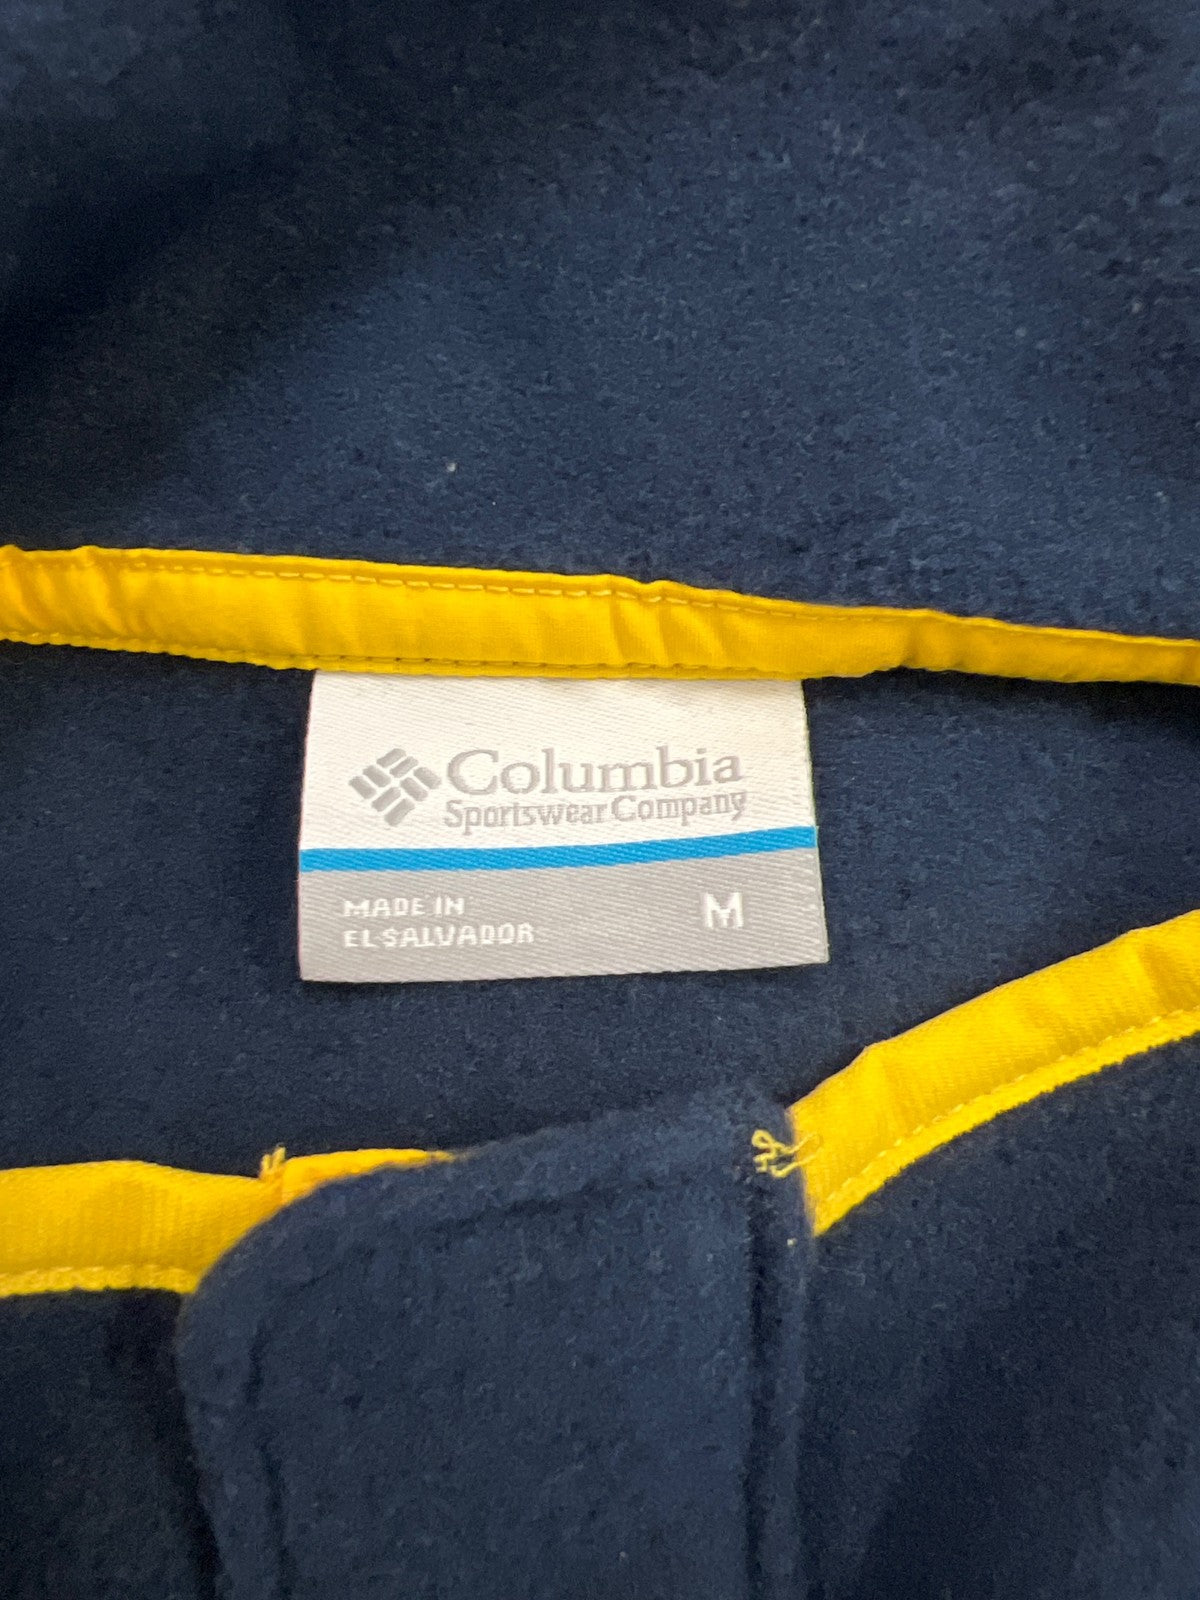 Columbia
Sportswear Company
MADE IN
EL SALVADOR
M